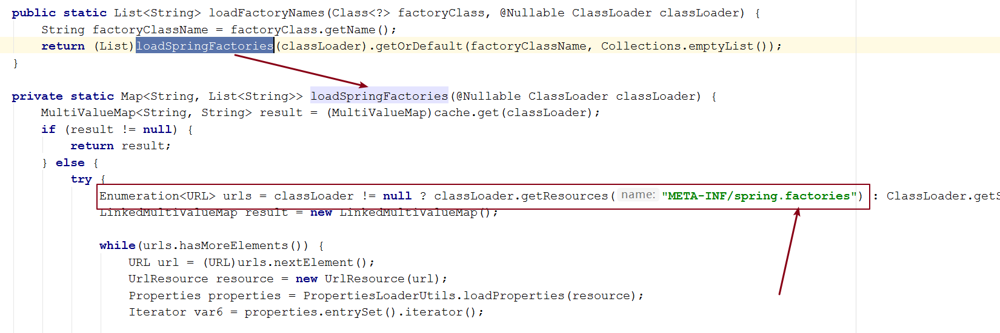 public static List<String> loadFactoryNames(Class<?> factoryClass, @Nullable ClassLoader classLoader) {
    String factoryClassName = factoryClass.getName();
    return (List)loadSpringFactories(classLoader).getOrDefault(factoryClassName, Collections.emptyList());
}

private static Map<String, List<String>> loadSpringFactories(@Nullable ClassLoader classLoader) {
    MultiValueMap<String, String> result = (MultiValueMap)cache.get(classLoader);
    if (result != null) {
        return result;
    } else {
        try {
            Enumeration<URL> urls = classLoader != null ? classLoader.getResources( name: "META-INF/spring.factories") : ClassLoader.getS
            LinkedMultiValueMap result = new LinkedMultiValueMap();

            while(urls.hasMoreElements()) {
                URL url = (URL)urls.nextElement();
                UrlResource resource = new UrlResource(url);
                Properties properties = PropertiesLoaderUtils.loadProperties(resource);
                Iterator var6 = properties.entrySet().iterator();